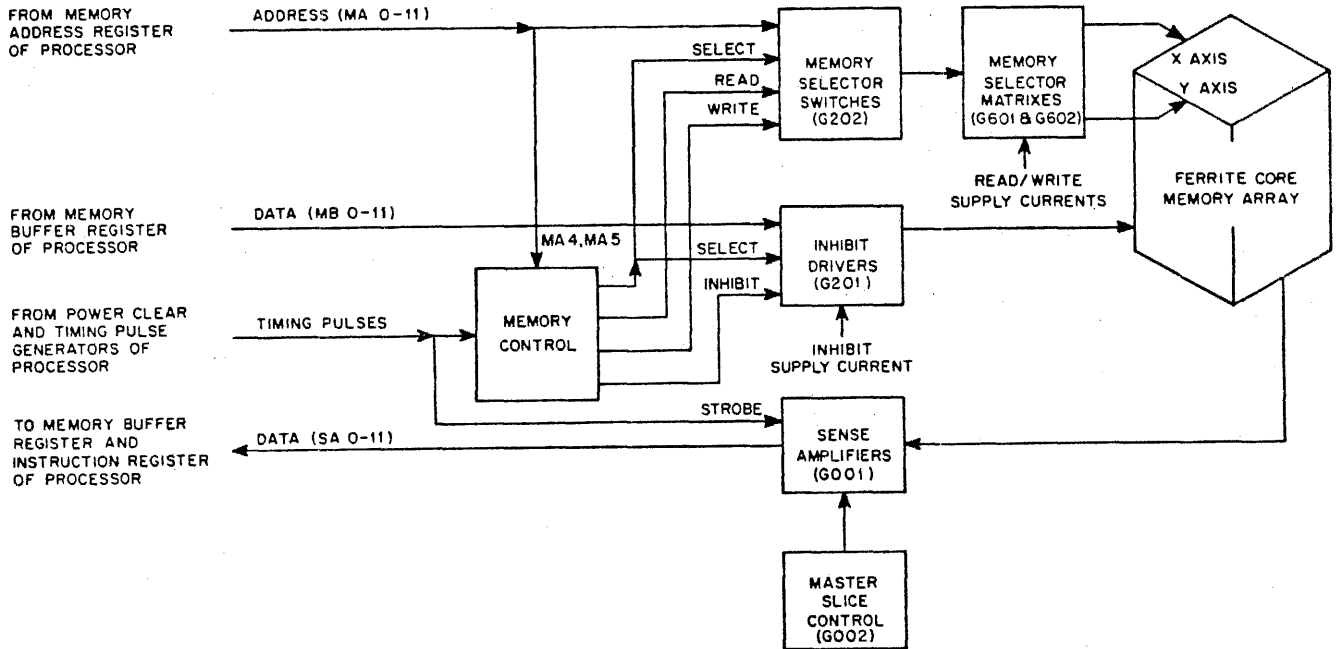 FROM MEMORY
ADDRESS REGISTER
OF PROCESSOR
ADDRESS (MA 0-11)
SELECT
READ
WRITE
MEMORY
SELECTOR
SWITCHES
(G202)
MEMORY
SELECTOR
MATRIXES
(G601 & G602)
X AXIS
Y AXIS
READ/WRITE
SUPPLY CURRENTS
FERRITE CORE
MEMORY ARRAY
FROM MEMORY
BUFFER REGISTER
OF PROCESSOR
DATA (MB 0-11)
MA4, MA5
SELECT
INHIBIT
INHIBIT
DRIVERS
(G201)
INHIBIT
SUPPLY CURRENT
FROM POWER CLEAR
AND TIMING PULSE
GENERATORS OF
PROCESSOR
TIMING PULSES
MEMORY
CONTROL
STROBE
TO MEMORY BUFFER
REGISTER AND
INSTRUCTION REGISTER
OF PROCESSOR
DATA (SA 0-11)
SENSE
AMPLIFIERS
(G001)
MASTER
SLICE
CONTROL
(G002)